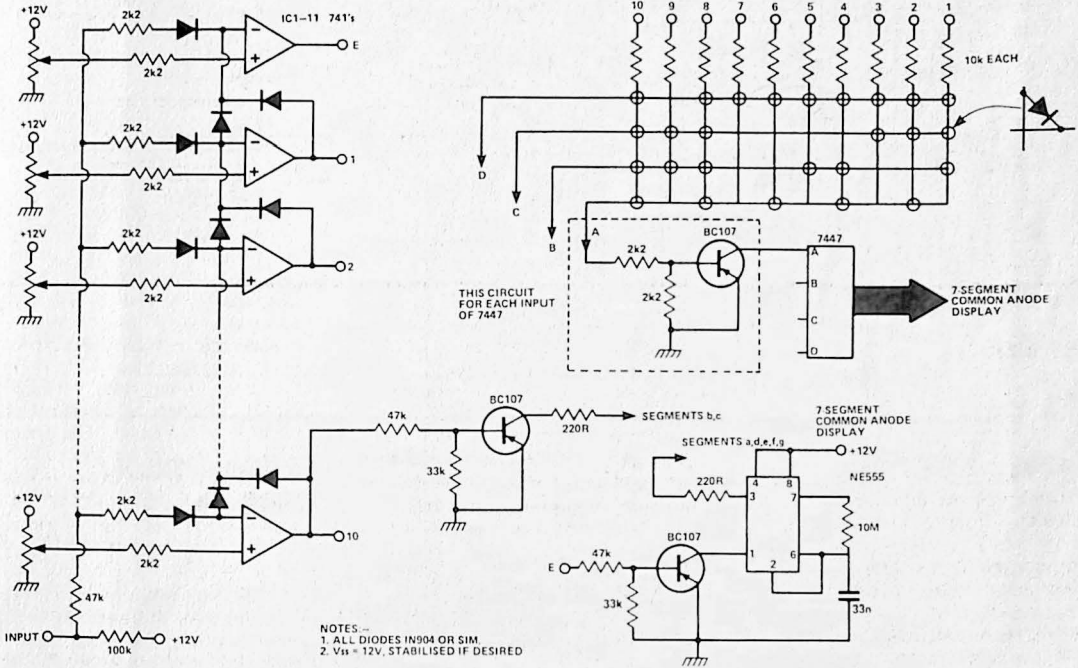 +12V
2k2
IC1-11 741's
E
2k2
+12V
2k2
1
2k2
+12V
2k2
2
2k2
10 9 8 7 6 5 4 3 2 1
10k EACH
D
C
B
A
2k2
BC107
2k2
THIS CIRCUIT
FOR EACH INPUT
OF 7447
7447
A
B
C
D
7-SEGMENT
COMMON ANODE
DISPLAY
47k
BC107
33k
220R
SEGMENTS b,c
+12V
2k2
2k2
10
47k
INPUT
100k
+12V
7-SEGMENT
COMMON ANODE
DISPLAY
+12V
SEGMENTS a,d,e,f,g
220R
NE555
4 8
3 7
1 6
2
10M
33n
BC107
E
47k
33k
NOTES:-
1. ALL DIODES IN904 OR SIM.
2. Vss = 12V, STABILISED IF DESIRED